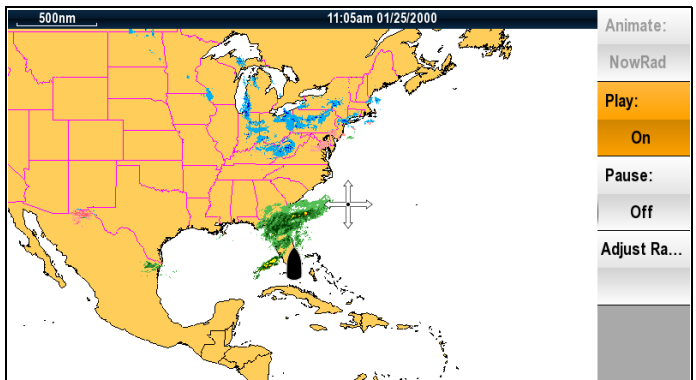 500nm
11:05am 01/25/2000
Animate:
NowRad
Play:
On
Pause:
Off
Adjust Ra...